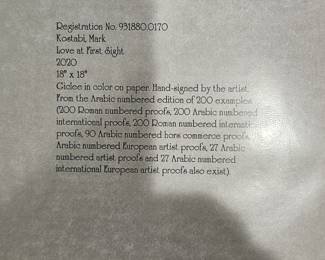 Registration No. 931880.0170
Kostabi, Mark
Love at First Sight
2020
18" x 18"
Giclee in color on paper. Hand-signed by the artist.
From the Arabic numbered edition of 200 examples
(200 Roman numbered proofs, 200 Arabic numbered
international proofs, 200 Roman numbered
proofs, 90 Arabic numbered hors commerce proofs,
Arabic numbered European artist proofs, 27 Arabic
numbered artist proofs and 27 Arabic numbered
international European artist proofs also exist).